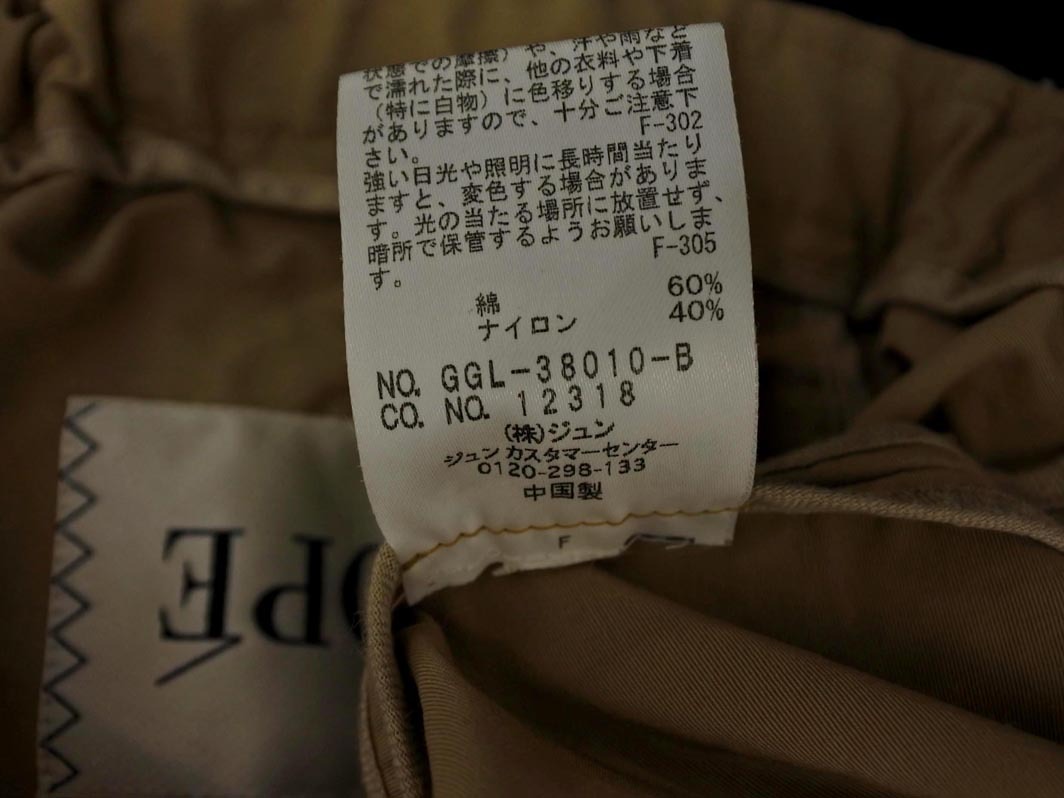 状態での摩擦）や、汗や雨など
で濡れた際に、他の衣料や下着
（特に白物）に色移りする場合
がありますので、十分ご注意下
さい。
F-302
強い日光や照明に長時間当たり
ますと、変色する場合がありま
す。光の当たる場所に放置せず、
暗所で保管するようお願いしま
す。
F-305
綿 60%
ナイロン 40%
NO. GGL-38010-B
CO. NO. 12318
(株)ジュン
ジュン カスタマーセンター
0120-298-133
中国製
F
OPÉ